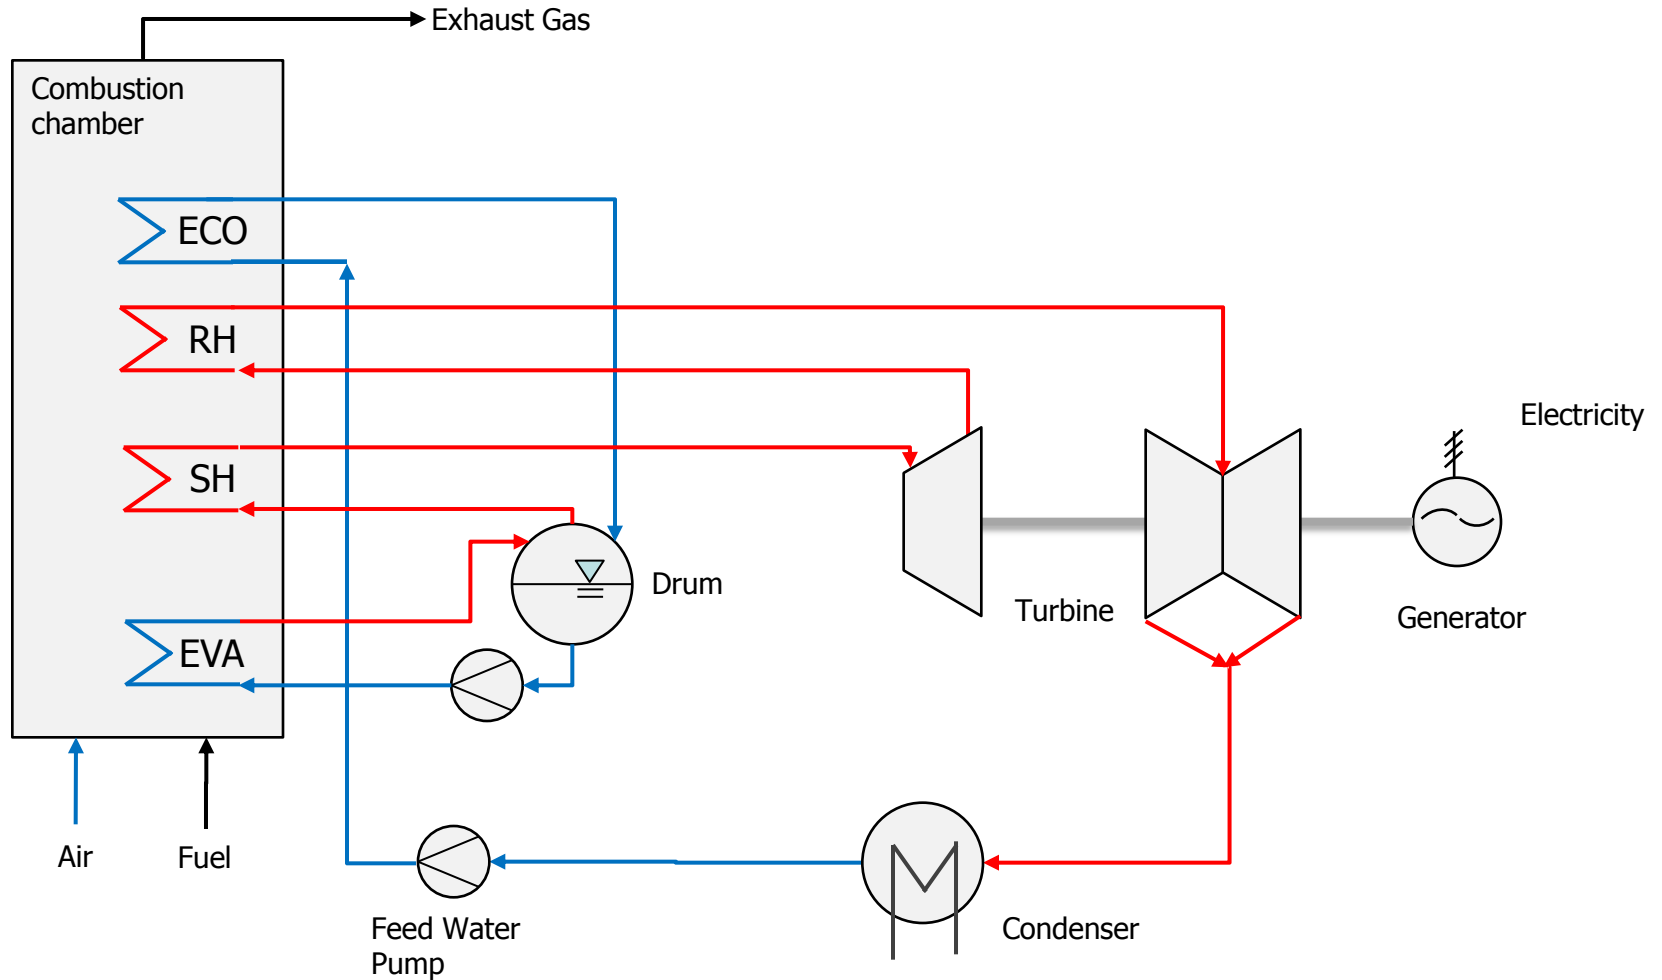 Exhaust Gas
Combustion
chamber
ECO
RH
SH
EVA
Drum
Turbine
Electricity
Generator
Air
Fuel
Feed Water
Pump
Condenser